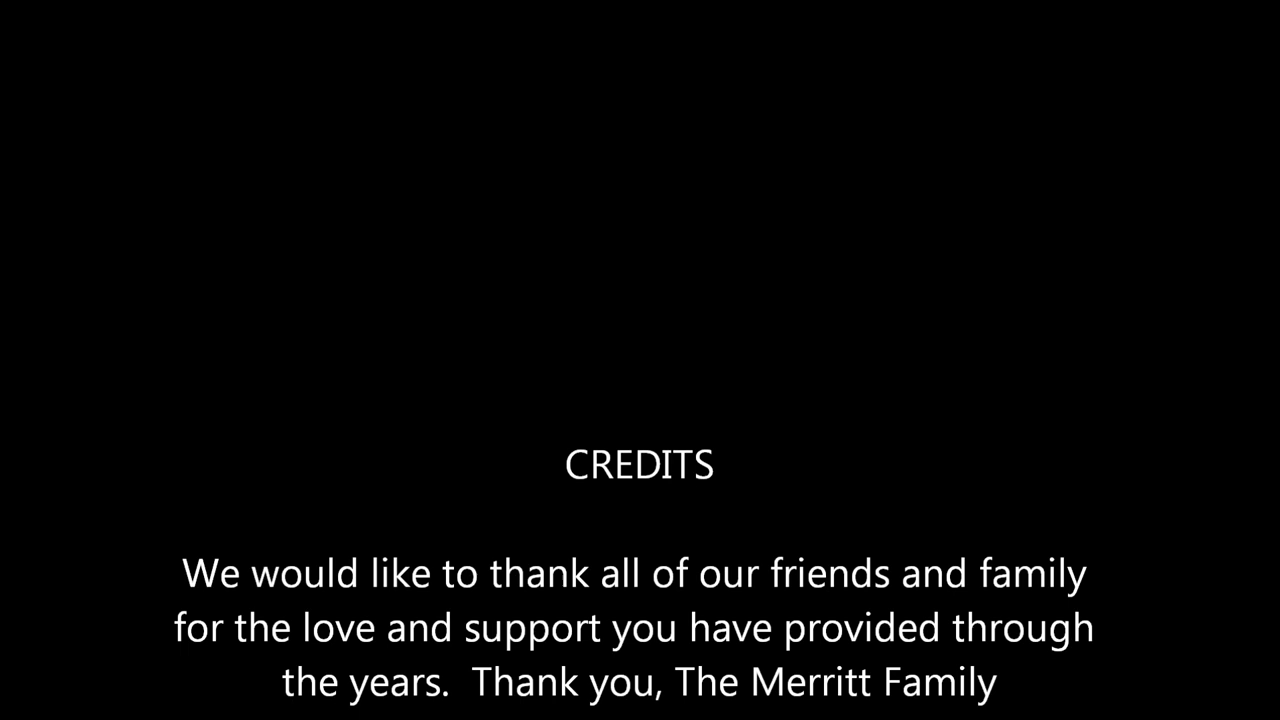 CREDITS
We would like to thank all of our friends and family
for the love and support you have provided through
the years.  Thank you, The Merritt Family